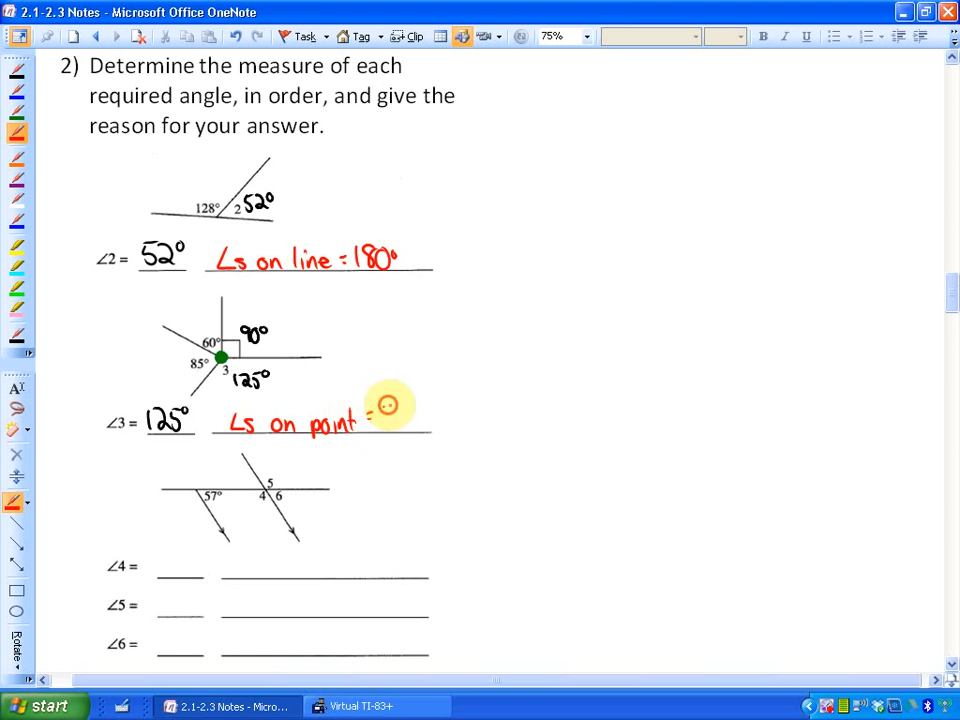 2.1-2.3 Notes - Microsoft Office OneNote
Task Tag Clip 75% B I U
2) Determine the measure of each
required angle, in order, and give the
reason for your answer.
128° 2 52°
∠2 = 52° ∠s on line = 180°
60° 90°
85° 3
125°
∠3 = 125° ∠s on point =
5
57° 4 6
∠4 =
∠5 =
∠6 =
A
Rotate
start 2.1-2.3 Notes - Micro... Virtual TI-83+